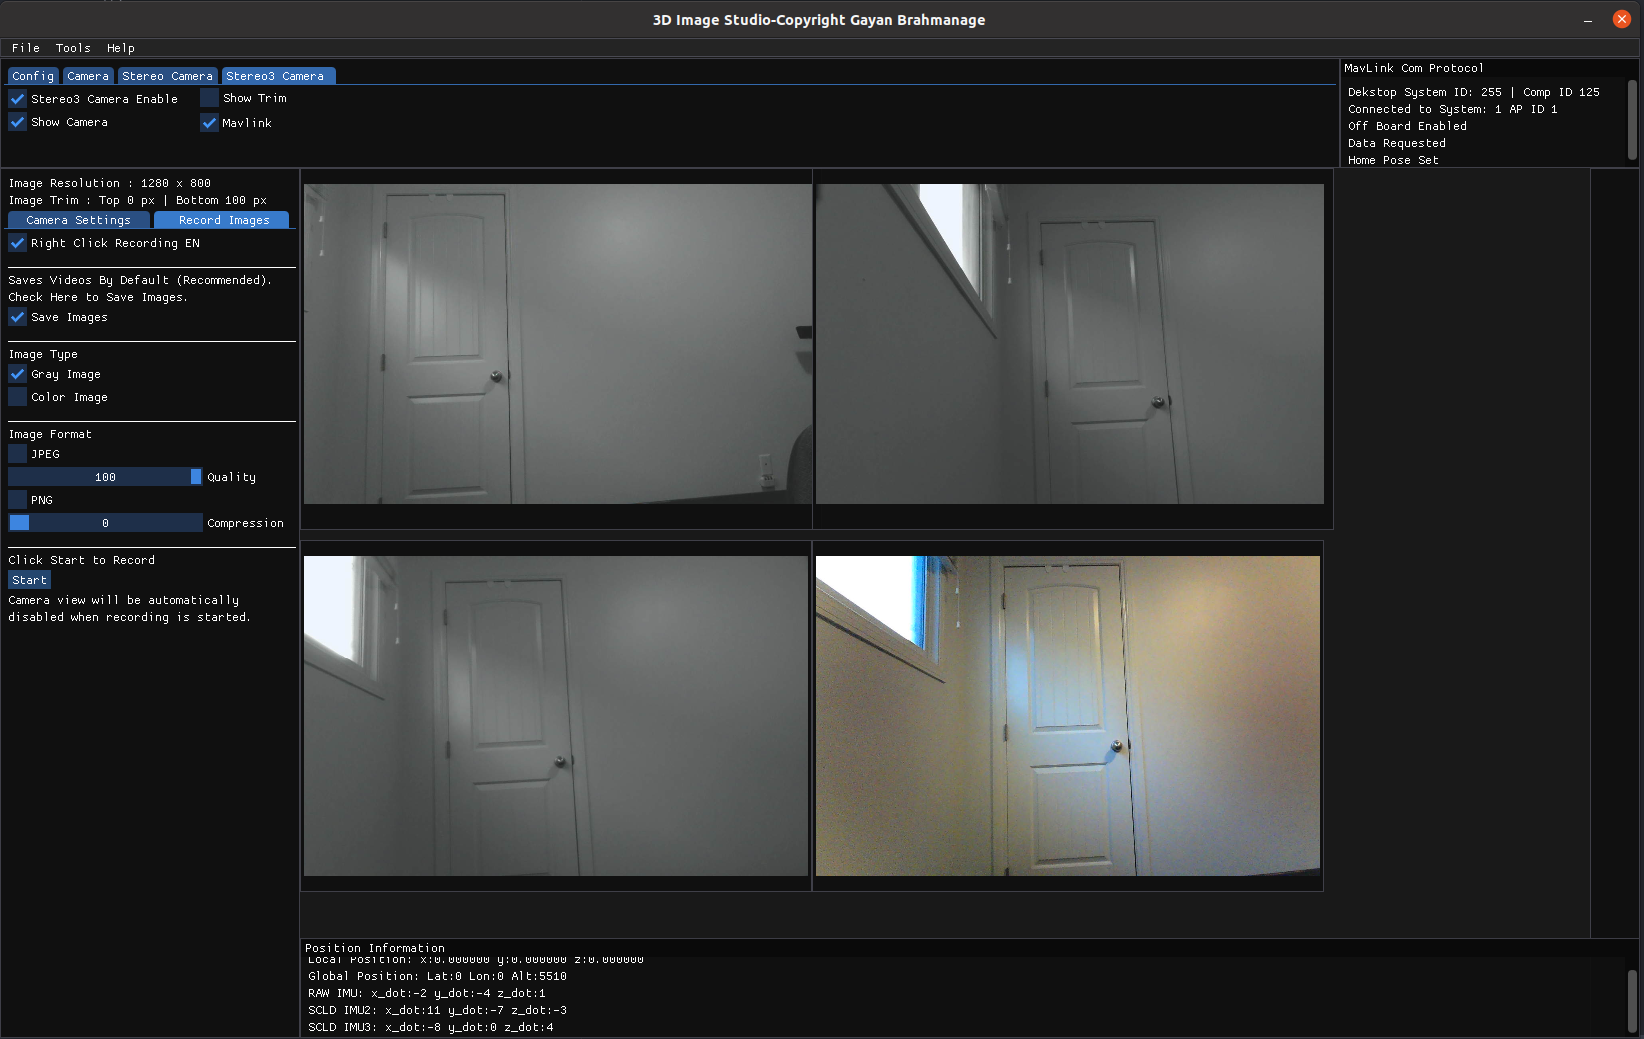 3D Image Studio-Copyright Gayan Brahmanage
File Tools Help
Config Camera Stereo Camera Stereo3 Camera
Stereo3 Camera Enable Show Trim
Show Camera Mavlink
MavLink Com Protocol
Dekstop System ID: 255 | Comp ID 125
Connected to System: 1 AP ID 1
Off Board Enabled
Data Requested
Home Pose Set
Image Resolution : 1280 x 800
Image Trim : Top 0 px | Bottom 100 px
Camera Settings Record Images
Right Click Recording EN
Saves Videos By Default (Recommended).
Check Here to Save Images.
Save Images
Image Type
Gray Image
Color Image
Image Format
JPEG
100 Quality
PNG
0 Compression
Click Start to Record
Start
Camera view will be automatically
disabled when recording is started.
Position Information
Local Position: x:0.000000 y:0.000000 z:0.000000
Global Position: Lat:0 Lon:0 Alt:5510
RAW IMU: x_dot:-2 y_dot:-4 z_dot:1
SCLD IMU2: x_dot:11 y_dot:-7 z_dot:-3
SCLD IMU3: x_dot:-8 y_dot:0 z_dot:4